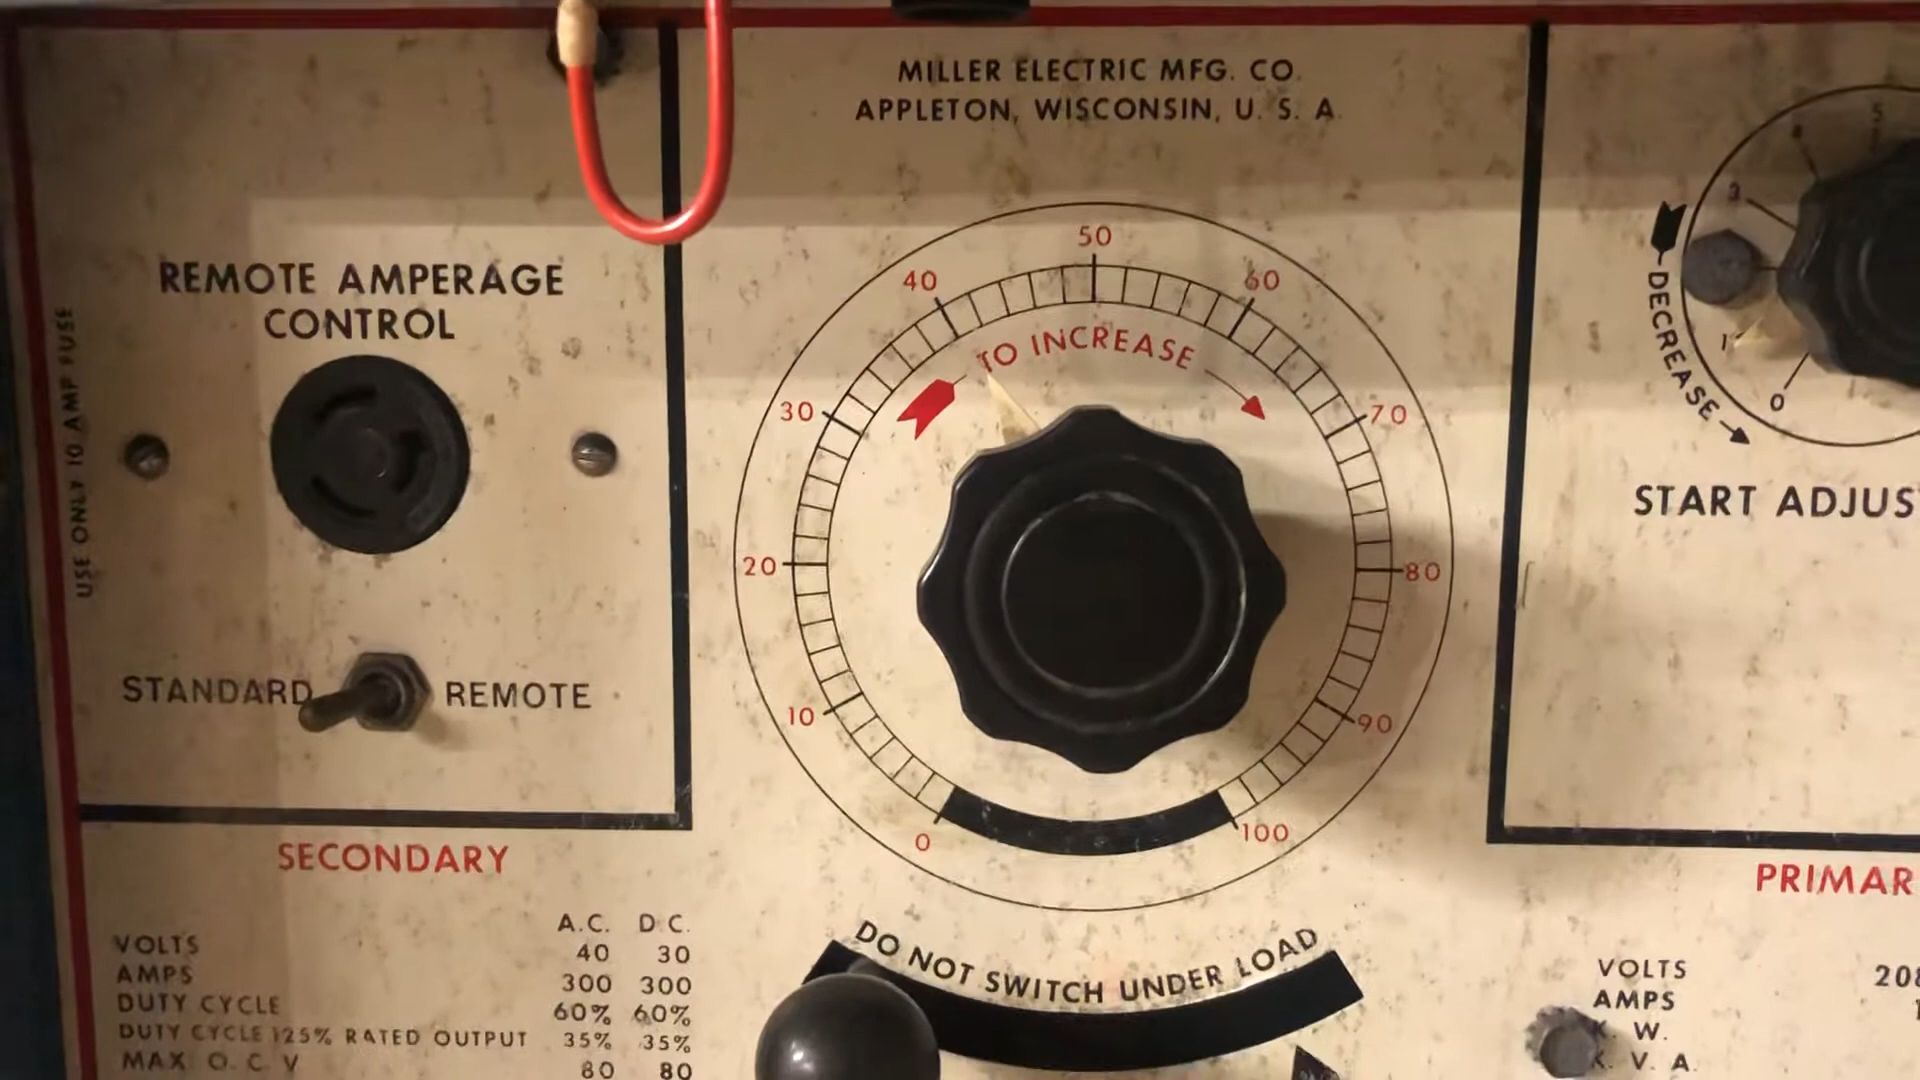 MILLER ELECTRIC MFG. CO.
APPLETON, WISCONSIN, U. S. A.
REMOTE AMPERAGE
CONTROL
USE ONLY 10 AMP FUSE
STANDARD
REMOTE
50
40
60
30
70
20
80
10
90
0
100
TO INCREASE
5
4
3
1
0
DECREASE
START ADJUS
SECONDARY
A.C. D.C.
VOLTS 40 30
AMPS 300 300
DUTY CYCLE 60% 60%
DUTY CYCLE 125% RATED OUTPUT 35% 35%
MAX. O. C. V 80 80
DO NOT SWITCH UNDER LOAD
PRIMAR
VOLTS 208
AMPS
K. W.
K. V. A.